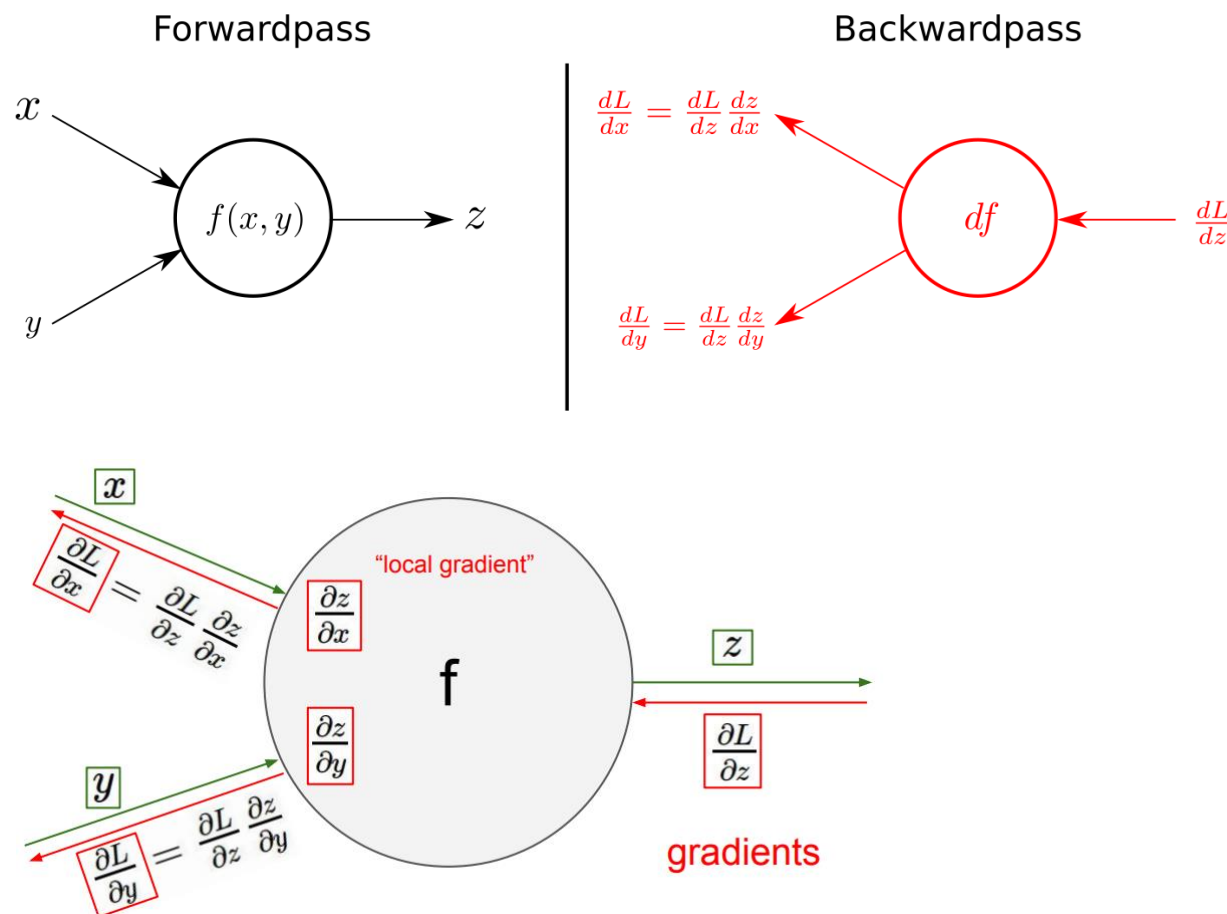 Forwardpass
Backwardpass
x
f(x, y)
z
y
dL/dx = dL/dz dz/dx
df
dL/dz
dL/dy = dL/dz dz/dy
x
∂L/∂x = ∂L/∂z ∂z/∂x
"local gradient"
∂z/∂x
f
z
∂z/∂y
∂L/∂z
y
∂L/∂y = ∂L/∂z ∂z/∂y
gradients